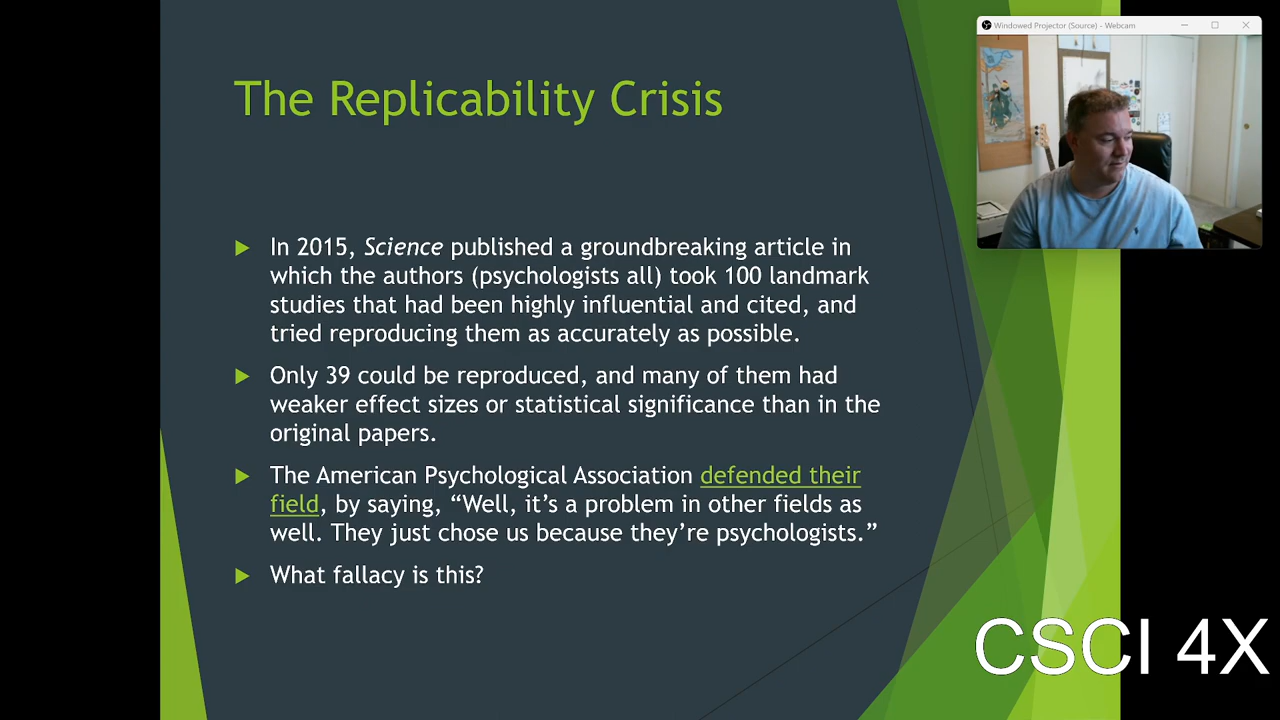 Windowed Projector (Source) - Webcam
The Replicability Crisis
In 2015, Science published a groundbreaking article in
which the authors (psychologists all) took 100 landmark
studies that had been highly influential and cited, and
tried reproducing them as accurately as possible.
Only 39 could be reproduced, and many of them had
weaker effect sizes or statistical significance than in the
original papers.
The American Psychological Association defended their
field, by saying, “Well, it’s a problem in other fields as
well. They just chose us because they’re psychologists.”
What fallacy is this?
CSCI 4X